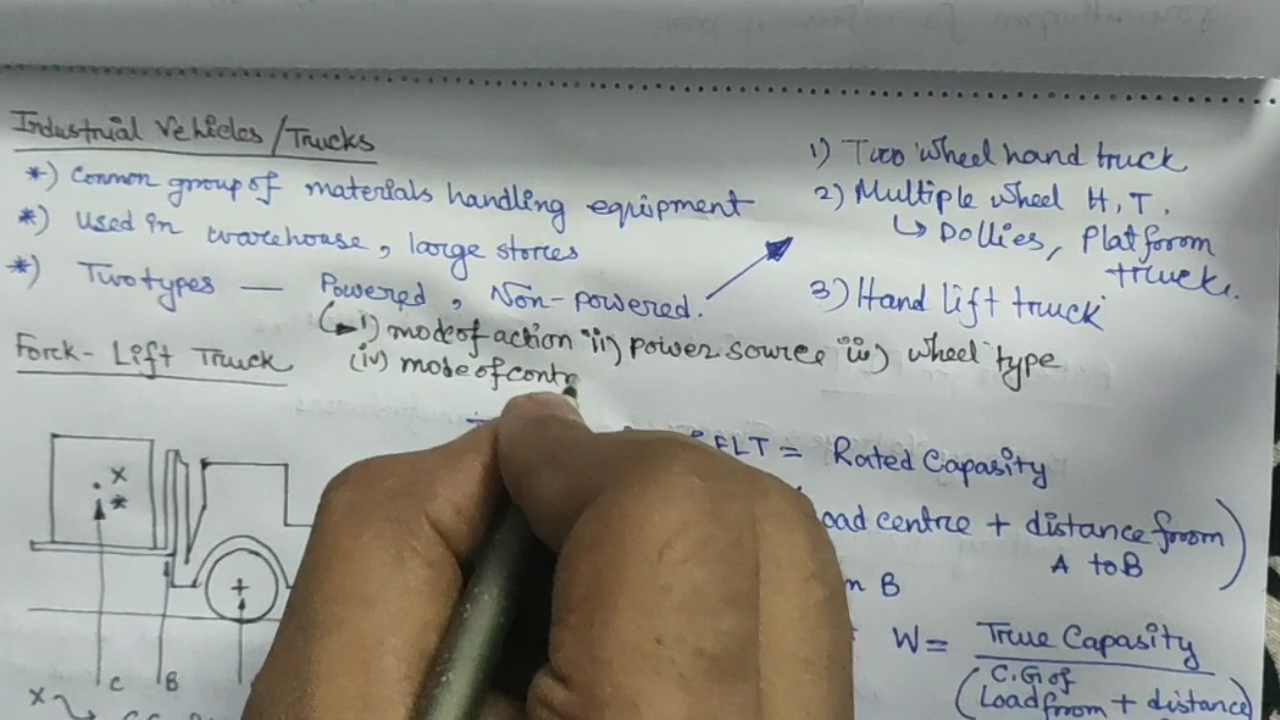 Industrial Vehicles/Trucks
*) Common group of materials handling equipment
*) Used in warehouse, large stores
*) Two types — Powered, Non-powered.
(i) mode of action ii) power source iii) wheel type
(iv) mode of contr
1) Two wheel hand truck
2) Multiple wheel H.T.
↳ Dollies, Platform
truck.
3) Hand lift truck
Fork-Lift Truck
x
*
+
C
B
FLT = Rated Capasity
oad centre + distance from
A to B
m B
W = True Capasity
(C.G of
Load from + distance)
x